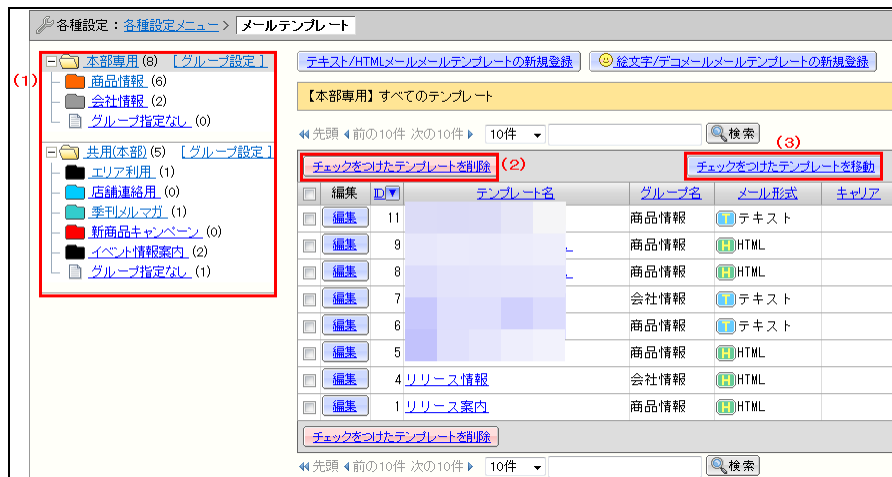 各種設定：各種設定メニュー> メールテンプレート
(1)
本部専用(8) [グループ設定]
商品情報 (6)
会社情報 (2)
グループ指定なし (0)
共用(本部)(5) [グループ設定]
エリア利用 (1)
店舗連絡用 (0)
季刊メルマガ (1)
新商品キャンペーン (0)
イベント情報案内 (2)
グループ指定なし (1)
テキスト/HTMLメールメールテンプレートの新規登録 絵文字/デコメールメールテンプレートの新規登録
【本部専用】すべてのテンプレート
先頭 前の10件 次の10件 10件 検索
(3)
チェックをつけたテンプレートを削除 (2) チェックをつけたテンプレートを移動
編集 ID▼ テンプレート名 グループ名 メール形式 キャリア
編集 11 商品情報 T テキスト
編集 9 商品情報 H HTML
編集 8 商品情報 H HTML
編集 7 会社情報 T テキスト
編集 6 商品情報 T テキスト
編集 5 商品情報 H HTML
編集 4 リリース情報 会社情報 H HTML
編集 1 リリース案内 商品情報 H HTML
チェックをつけたテンプレートを削除
先頭 前の10件 次の10件 10件 検索